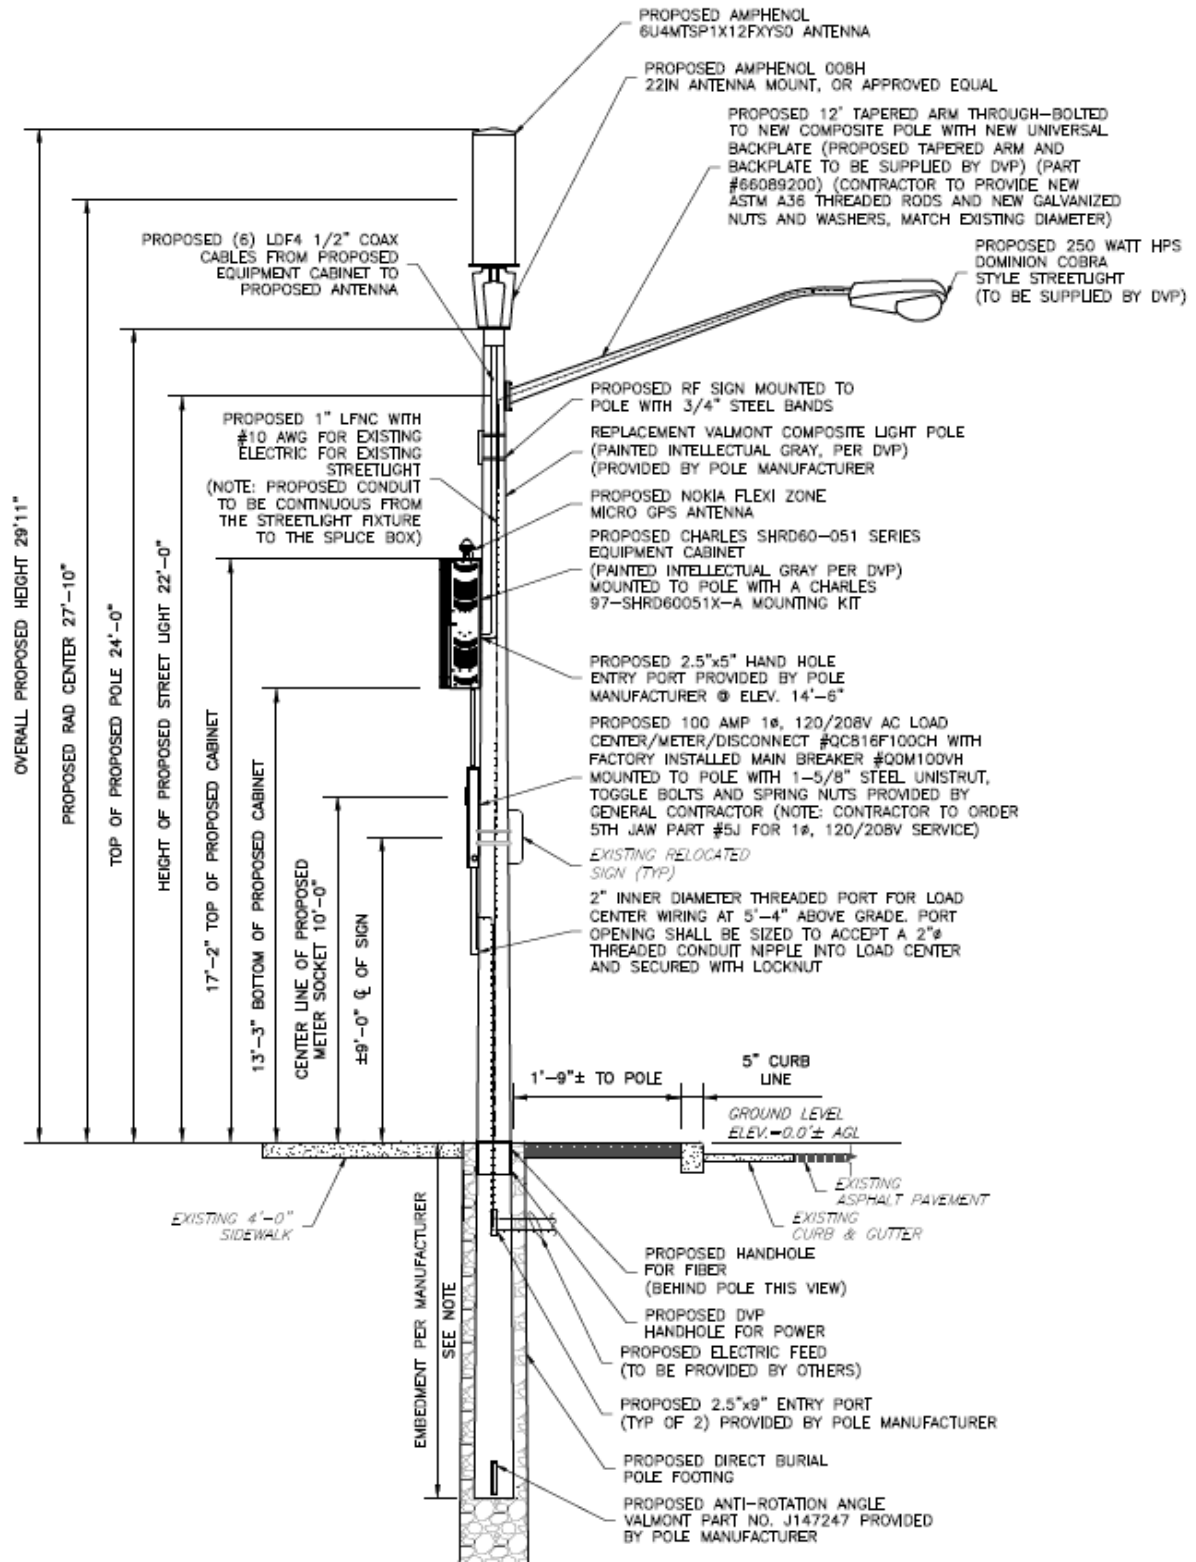 PROPOSED AMPHENOL
6U4MTSP1X12FXYS0 ANTENNA
PROPOSED AMPHENOL 008H
22IN ANTENNA MOUNT, OR APPROVED EQUAL
PROPOSED 12' TAPERED ARM THROUGH-BOLTED
TO NEW COMPOSITE POLE WITH NEW UNIVERSAL
BACKPLATE (PROPOSED TAPERED ARM AND
BACKPLATE TO BE SUPPLIED BY DVP) (PART
#66089200) (CONTRACTOR TO PROVIDE NEW
ASTM A36 THREADED RODS AND NEW GALVANIZED
NUTS AND WASHERS, MATCH EXISTING DIAMETER)
PROPOSED (6) LDF4 1/2" COAX
CABLES FROM PROPOSED
EQUIPMENT CABINET TO
PROPOSED ANTENNA
PROPOSED 250 WATT HPS
DOMINION COBRA
STYLE STREETLIGHT
(TO BE SUPPLIED BY DVP)
PROPOSED RF SIGN MOUNTED TO
POLE WITH 3/4" STEEL BANDS
PROPOSED 1" LFNC WITH
#10 AWG FOR EXISTING
ELECTRIC FOR EXISTING
STREETLIGHT
(NOTE: PROPOSED CONDUIT
TO BE CONTINUOUS FROM
THE STREETLIGHT FIXTURE
TO THE SPLICE BOX)
REPLACEMENT VALMONT COMPOSITE LIGHT POLE
(PAINTED INTELLECTUAL GRAY, PER DVP)
(PROVIDED BY POLE MANUFACTURER
PROPOSED NOKIA FLEXI ZONE
MICRO GPS ANTENNA
PROPOSED CHARLES SHRD60-051 SERIES
EQUIPMENT CABINET
(PAINTED INTELLECTUAL GRAY PER DVP)
MOUNTED TO POLE WITH A CHARLES
97-SHRD60051X-A MOUNTING KIT
PROPOSED 2.5"x5" HAND HOLE
ENTRY PORT PROVIDED BY POLE
MANUFACTURER @ ELEV. 14'-6"
PROPOSED 100 AMP 1ø, 120/208V AC LOAD
CENTER/METER/DISCONNECT #QC816F100CH WITH
FACTORY INSTALLED MAIN BREAKER #QOM100VH
MOUNTED TO POLE WITH 1-5/8" STEEL UNISTRUT,
TOGGLE BOLTS AND SPRING NUTS PROVIDED BY
GENERAL CONTRACTOR (NOTE: CONTRACTOR TO ORDER
5TH JAW PART #5J FOR 1ø, 120/208V SERVICE)
EXISTING RELOCATED
SIGN (TYP)
2" INNER DIAMETER THREADED PORT FOR LOAD
CENTER WIRING AT 5'-4" ABOVE GRADE. PORT
OPENING SHALL BE SIZED TO ACCEPT A 2"ø
THREADED CONDUIT NIPPLE INTO LOAD CENTER
AND SECURED WITH LOCKNUT
OVERALL PROPOSED HEIGHT 29'11"
PROPOSED RAD CENTER 27'-10"
TOP OF PROPOSED POLE 24'-0"
HEIGHT OF PROPOSED STREET LIGHT 22'-0"
17'-2" TOP OF PROPOSED CABINET
13'-3" BOTTOM OF PROPOSED CABINET
CENTER LINE OF PROPOSED
METER SOCKET 10'-0"
±9'-0" ℄ OF SIGN
1'-9"± TO POLE
5" CURB
LINE
GROUND LEVEL
ELEV.=0.0'± AGL
EXISTING
ASPHALT PAVEMENT
EXISTING
CURB & GUTTER
EXISTING 4'-0"
SIDEWALK
EMBEDMENT PER MANUFACTURER
SEE NOTE
PROPOSED HANDHOLE
FOR FIBER
(BEHIND POLE THIS VIEW)
PROPOSED DVP
HANDHOLE FOR POWER
PROPOSED ELECTRIC FEED
(TO BE PROVIDED BY OTHERS)
PROPOSED 2.5"x9" ENTRY PORT
(TYP OF 2) PROVIDED BY POLE MANUFACTURER
PROPOSED DIRECT BURIAL
POLE FOOTING
PROPOSED ANTI-ROTATION ANGLE
VALMONT PART NO. J147247 PROVIDED
BY POLE MANUFACTURER